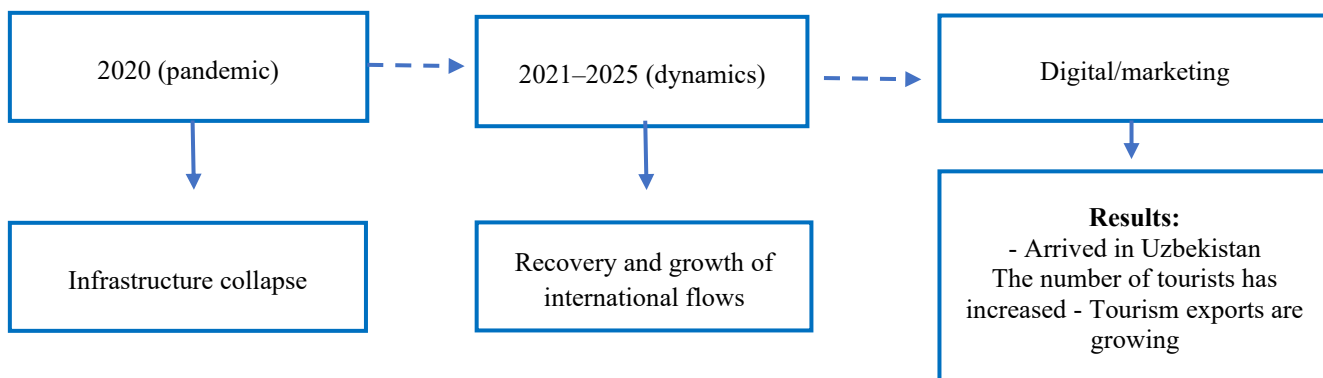 2020 (pandemic)
2021–2025 (dynamics)
Digital/marketing
Infrastructure collapse
Recovery and growth of
international flows
Results:
- Arrived in Uzbekistan
The number of tourists has
increased - Tourism exports are
growing